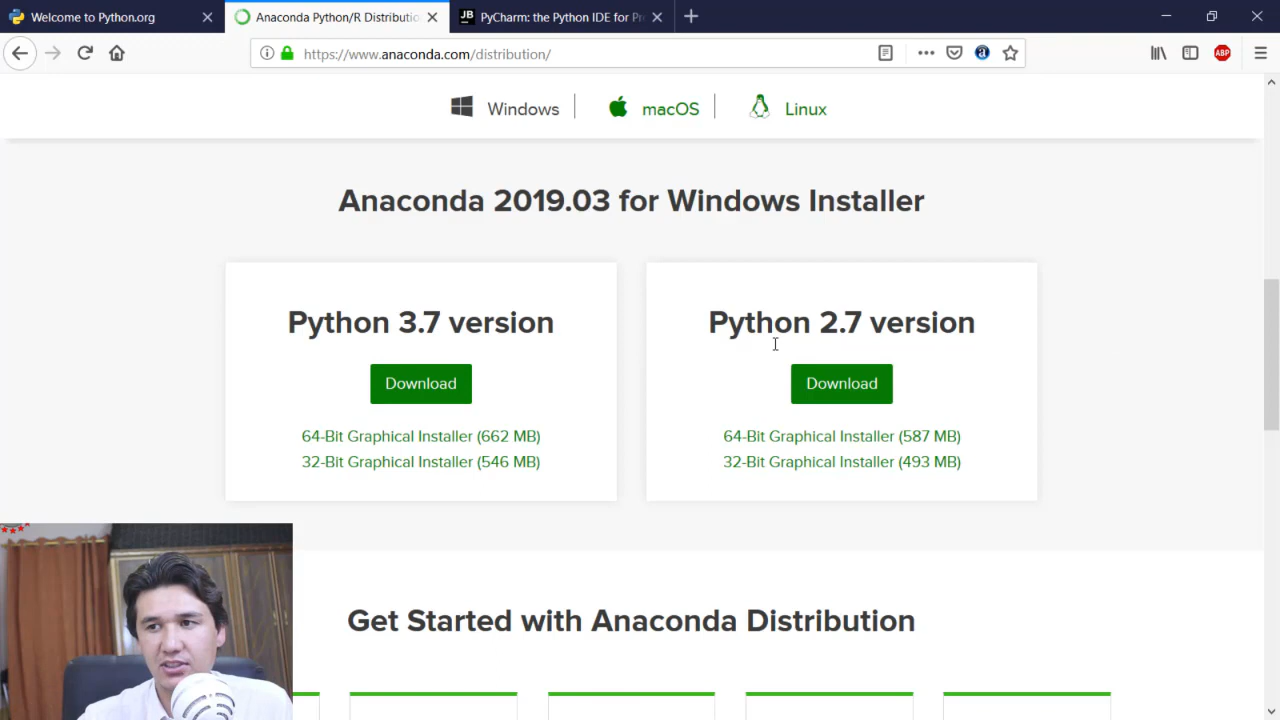 Welcome to Python.org
Anaconda Python/R Distributio
JB PyCharm: the Python IDE for Pr
https://www.anaconda.com/distribution/
ABP
Windows
macOS
Linux
Anaconda 2019.03 for Windows Installer
Python 3.7 version
Download
64-Bit Graphical Installer (662 MB)
32-Bit Graphical Installer (546 MB)
Python 2.7 version
Download
64-Bit Graphical Installer (587 MB)
32-Bit Graphical Installer (493 MB)
Get Started with Anaconda Distribution